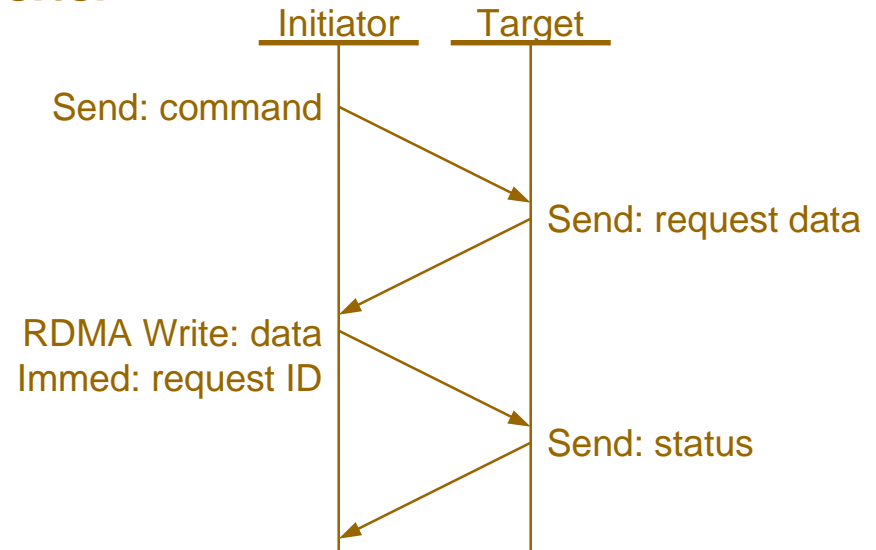 Initiator
Target
Send: command
Send: request data
RDMA Write: data
Immed: request ID
Send: status